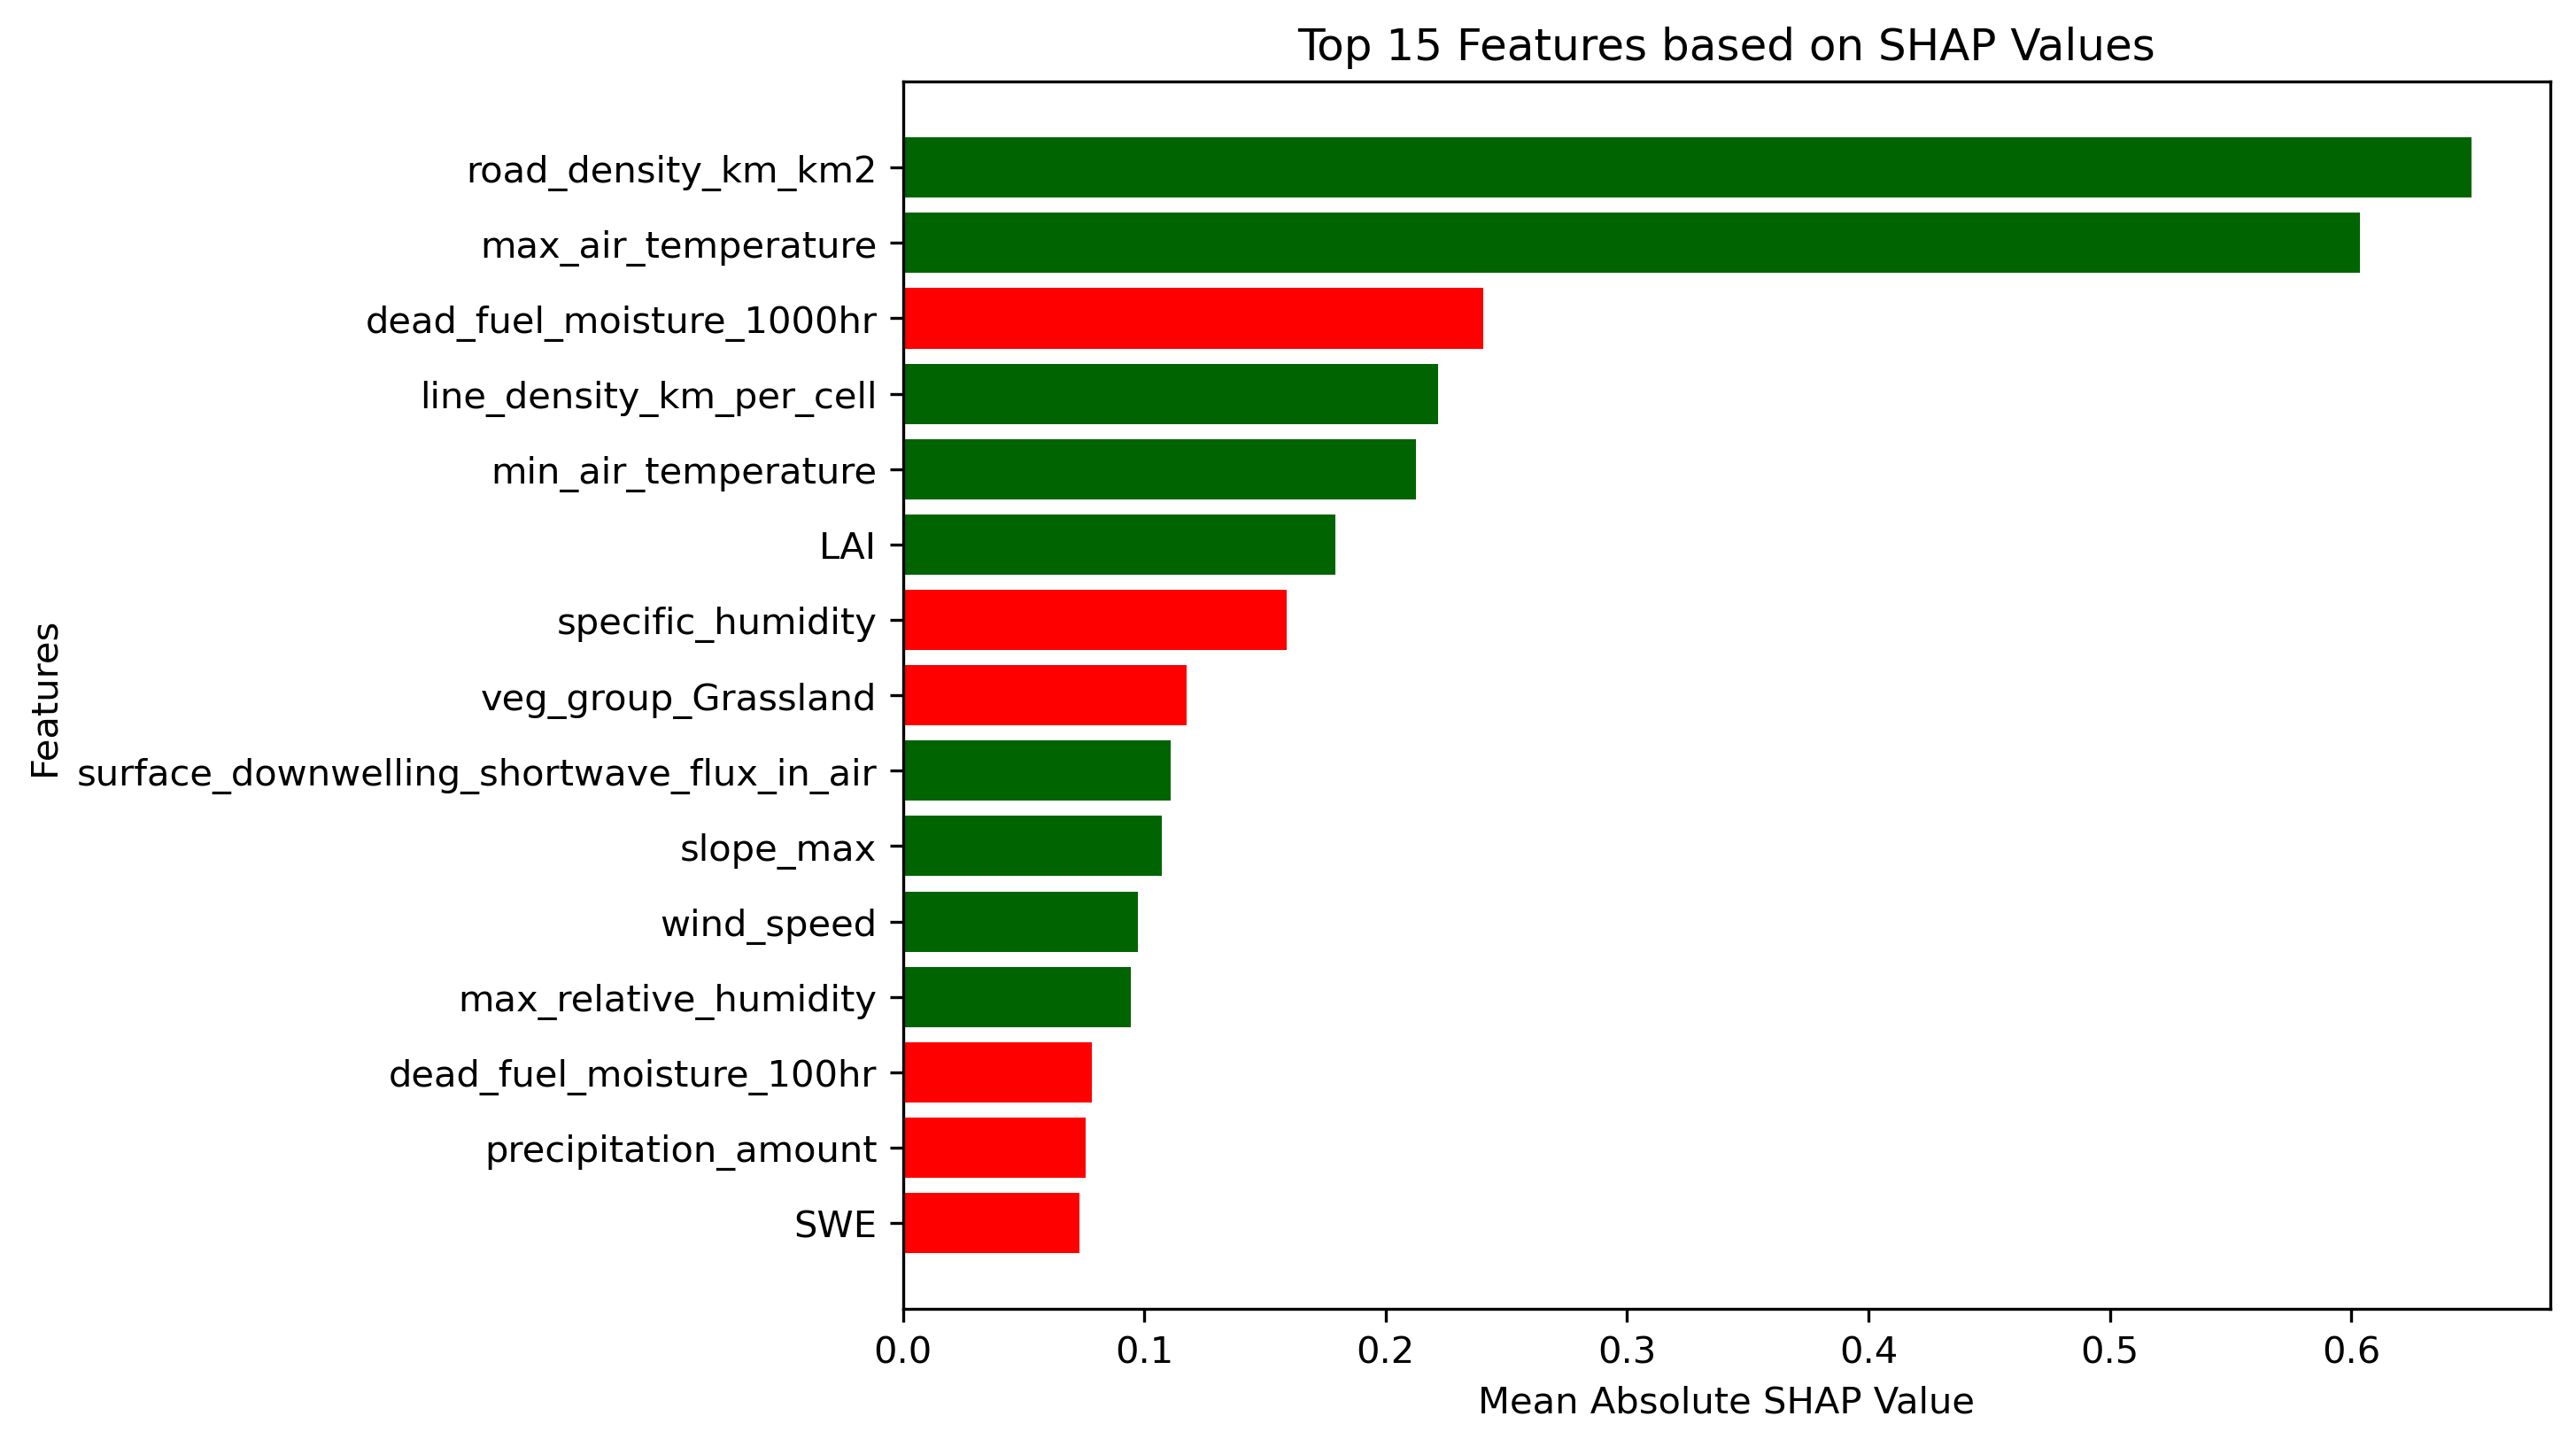 Top 15 Features based on SHAP Values
Features
road_density_km_km2
max_air_temperature
dead_fuel_moisture_1000hr
line_density_km_per_cell
min_air_temperature
LAI
specific_humidity
veg_group_Grassland
surface_downwelling_shortwave_flux_in_air
slope_max
wind_speed
max_relative_humidity
dead_fuel_moisture_100hr
precipitation_amount
SWE
0.0 0.1 0.2 0.3 0.4 0.5 0.6
Mean Absolute SHAP Value